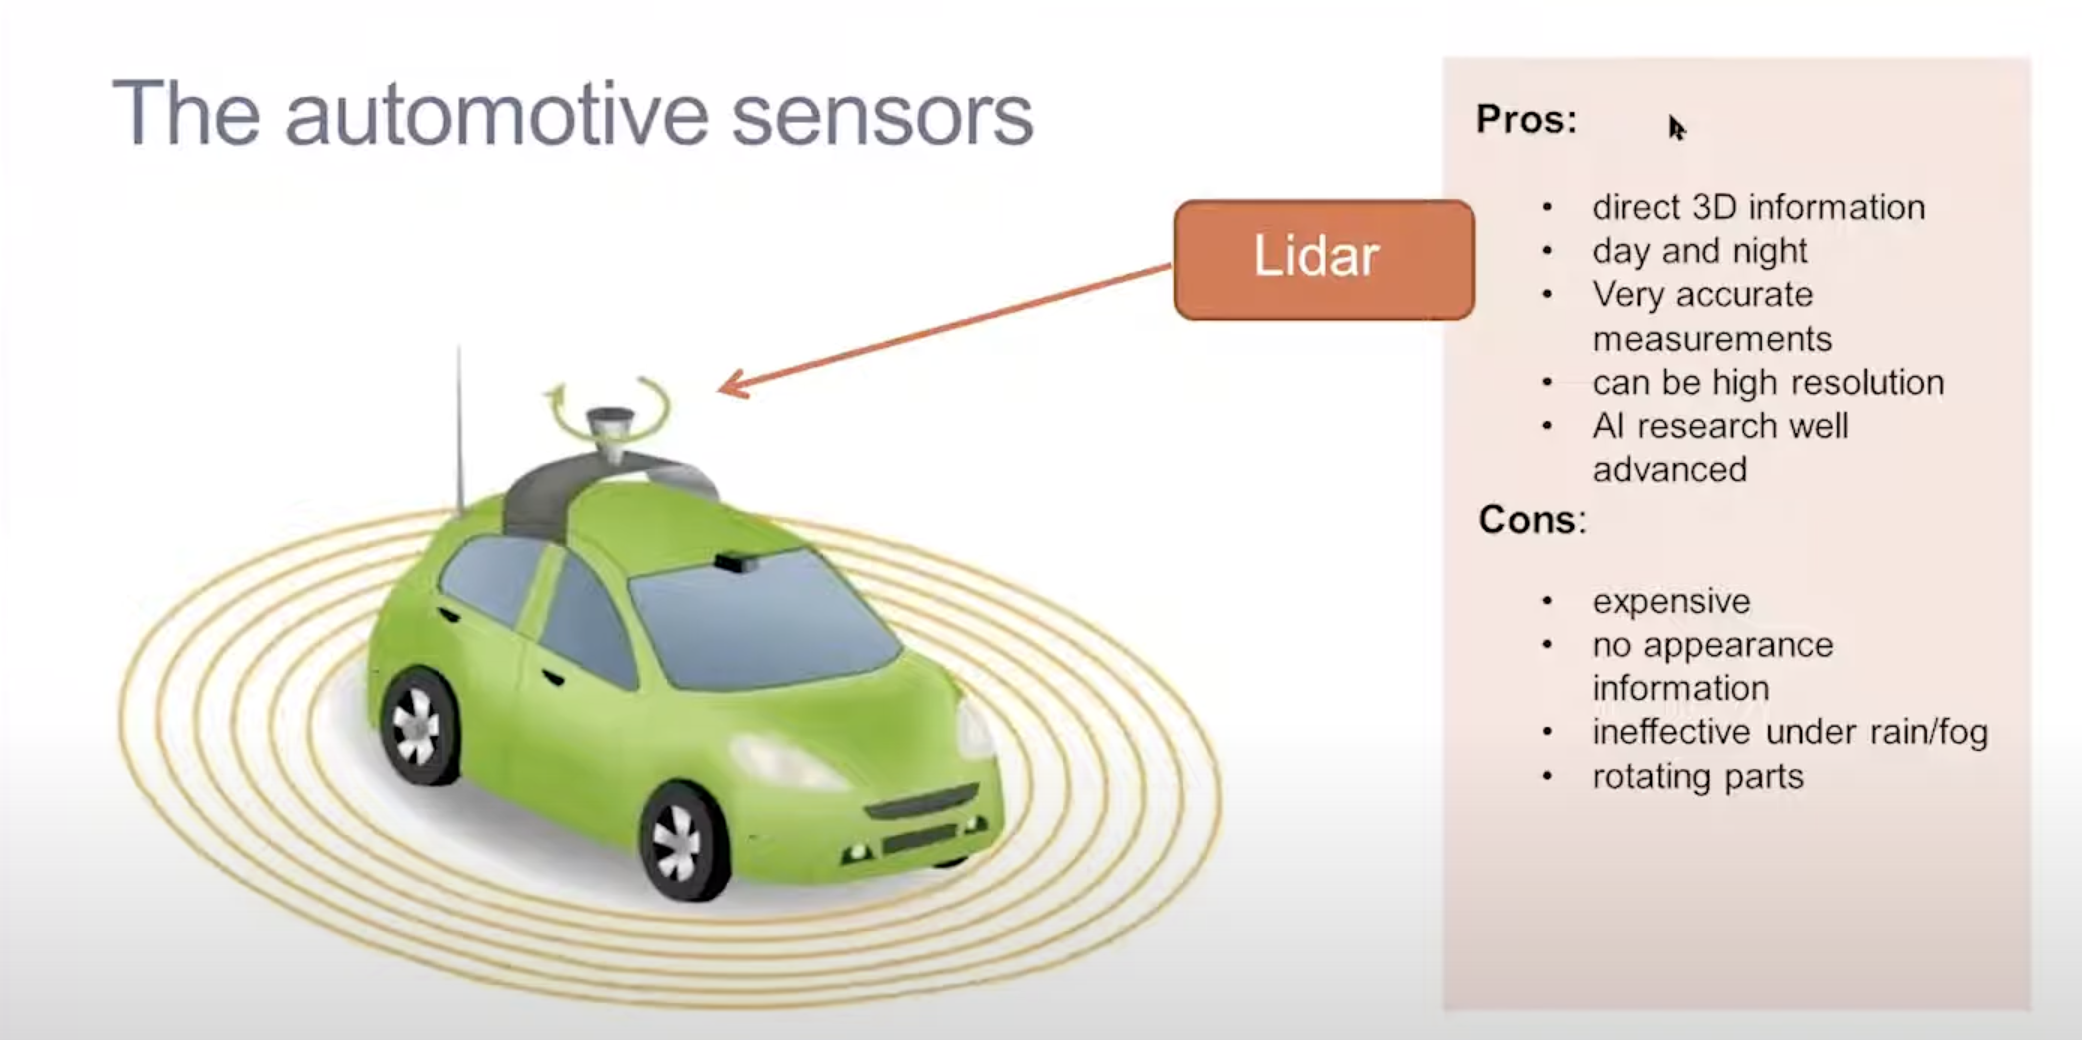 The automotive sensors
Lidar
Pros:
• direct 3D information
• day and night
• Very accurate
measurements
• can be high resolution
• AI research well
advanced
Cons:
• expensive
• no appearance
information
• ineffective under rain/fog
• rotating parts